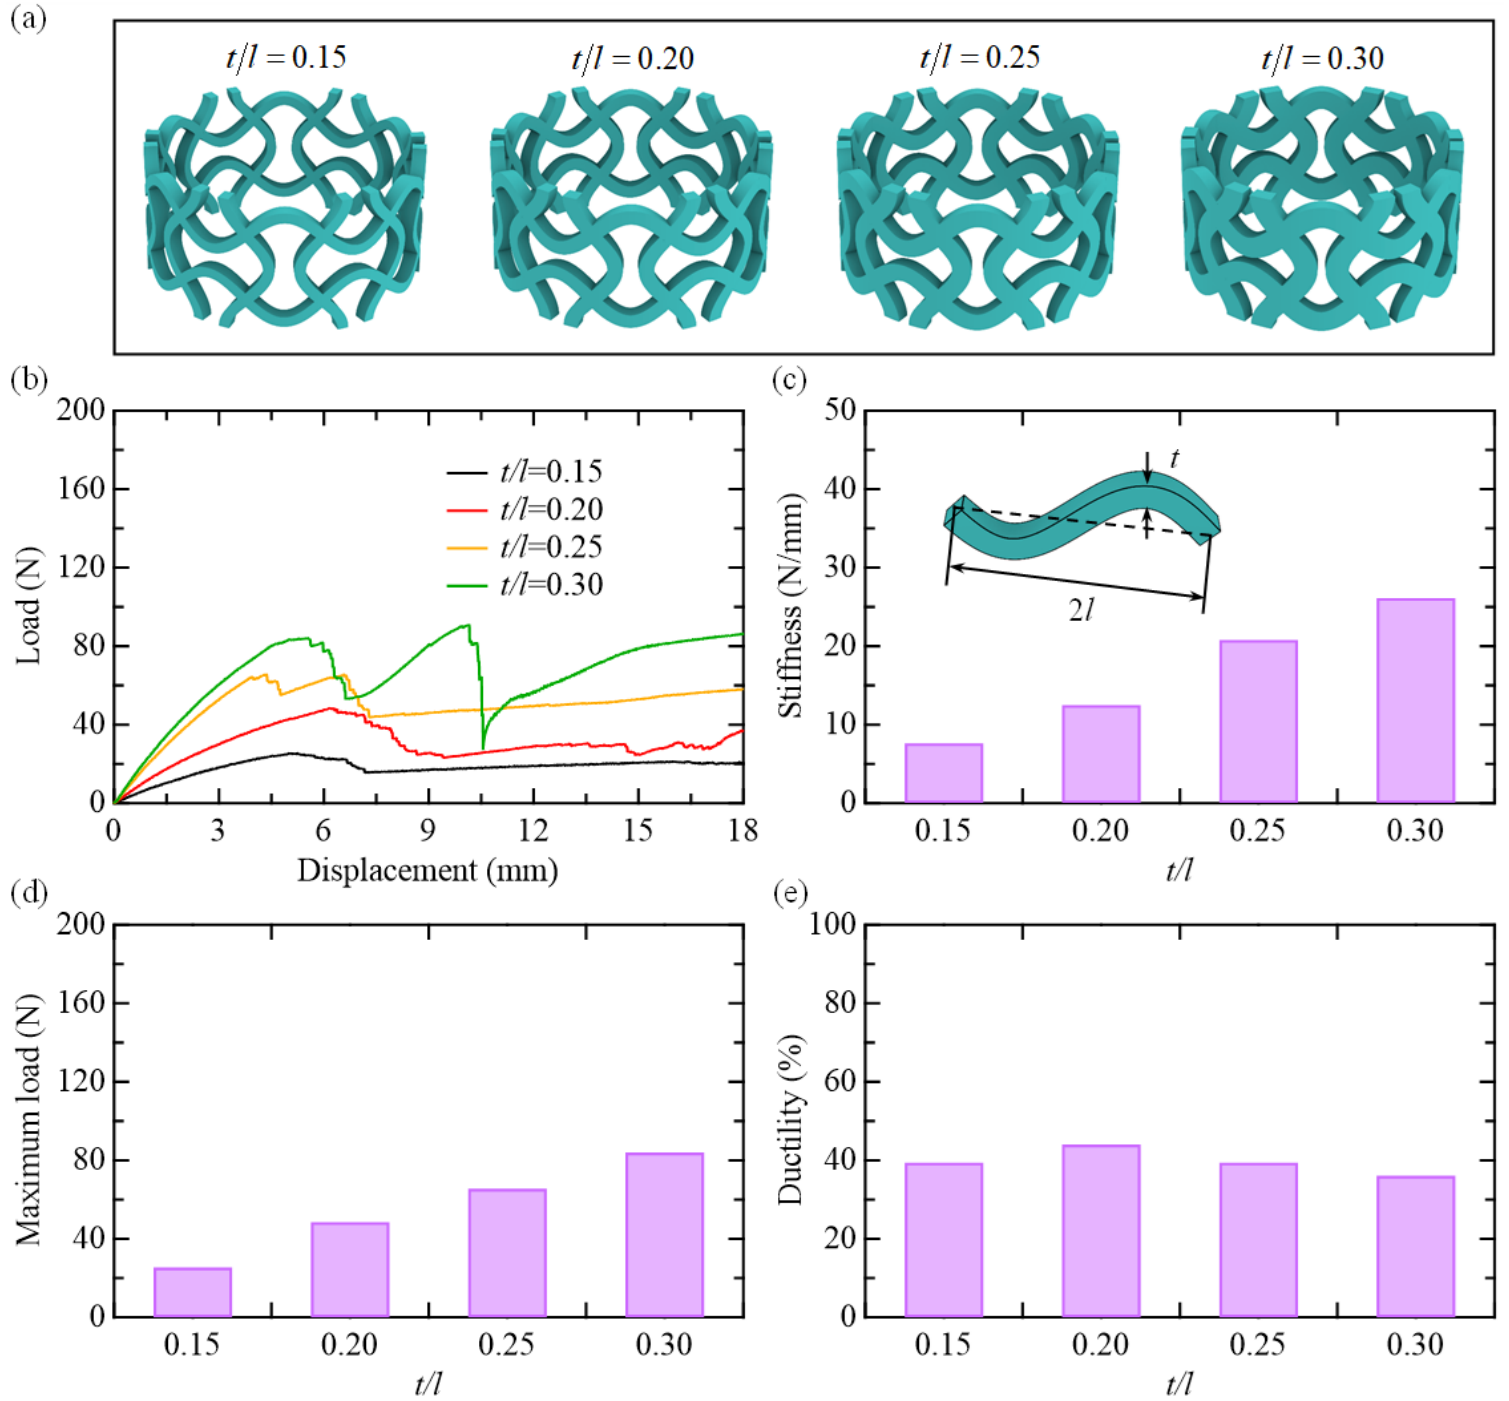 (a)
t/l = 0.15 t/l = 0.20 t/l = 0.25 t/l = 0.30
(b)
200
160
120
80
40
0
Load (N)
t/l=0.15
t/l=0.20
t/l=0.25
t/l=0.30
0 3 6 9 12 15 18
Displacement (mm)
(c)
50
40
30
20
10
0
Stiffness (N/mm)
t
2l
0.15 0.20 0.25 0.30
t/l
(d)
200
160
120
80
40
0
Maximum load (N)
0.15 0.20 0.25 0.30
t/l
(e)
100
80
60
40
20
0
Ductility (%)
0.15 0.20 0.25 0.30
t/l